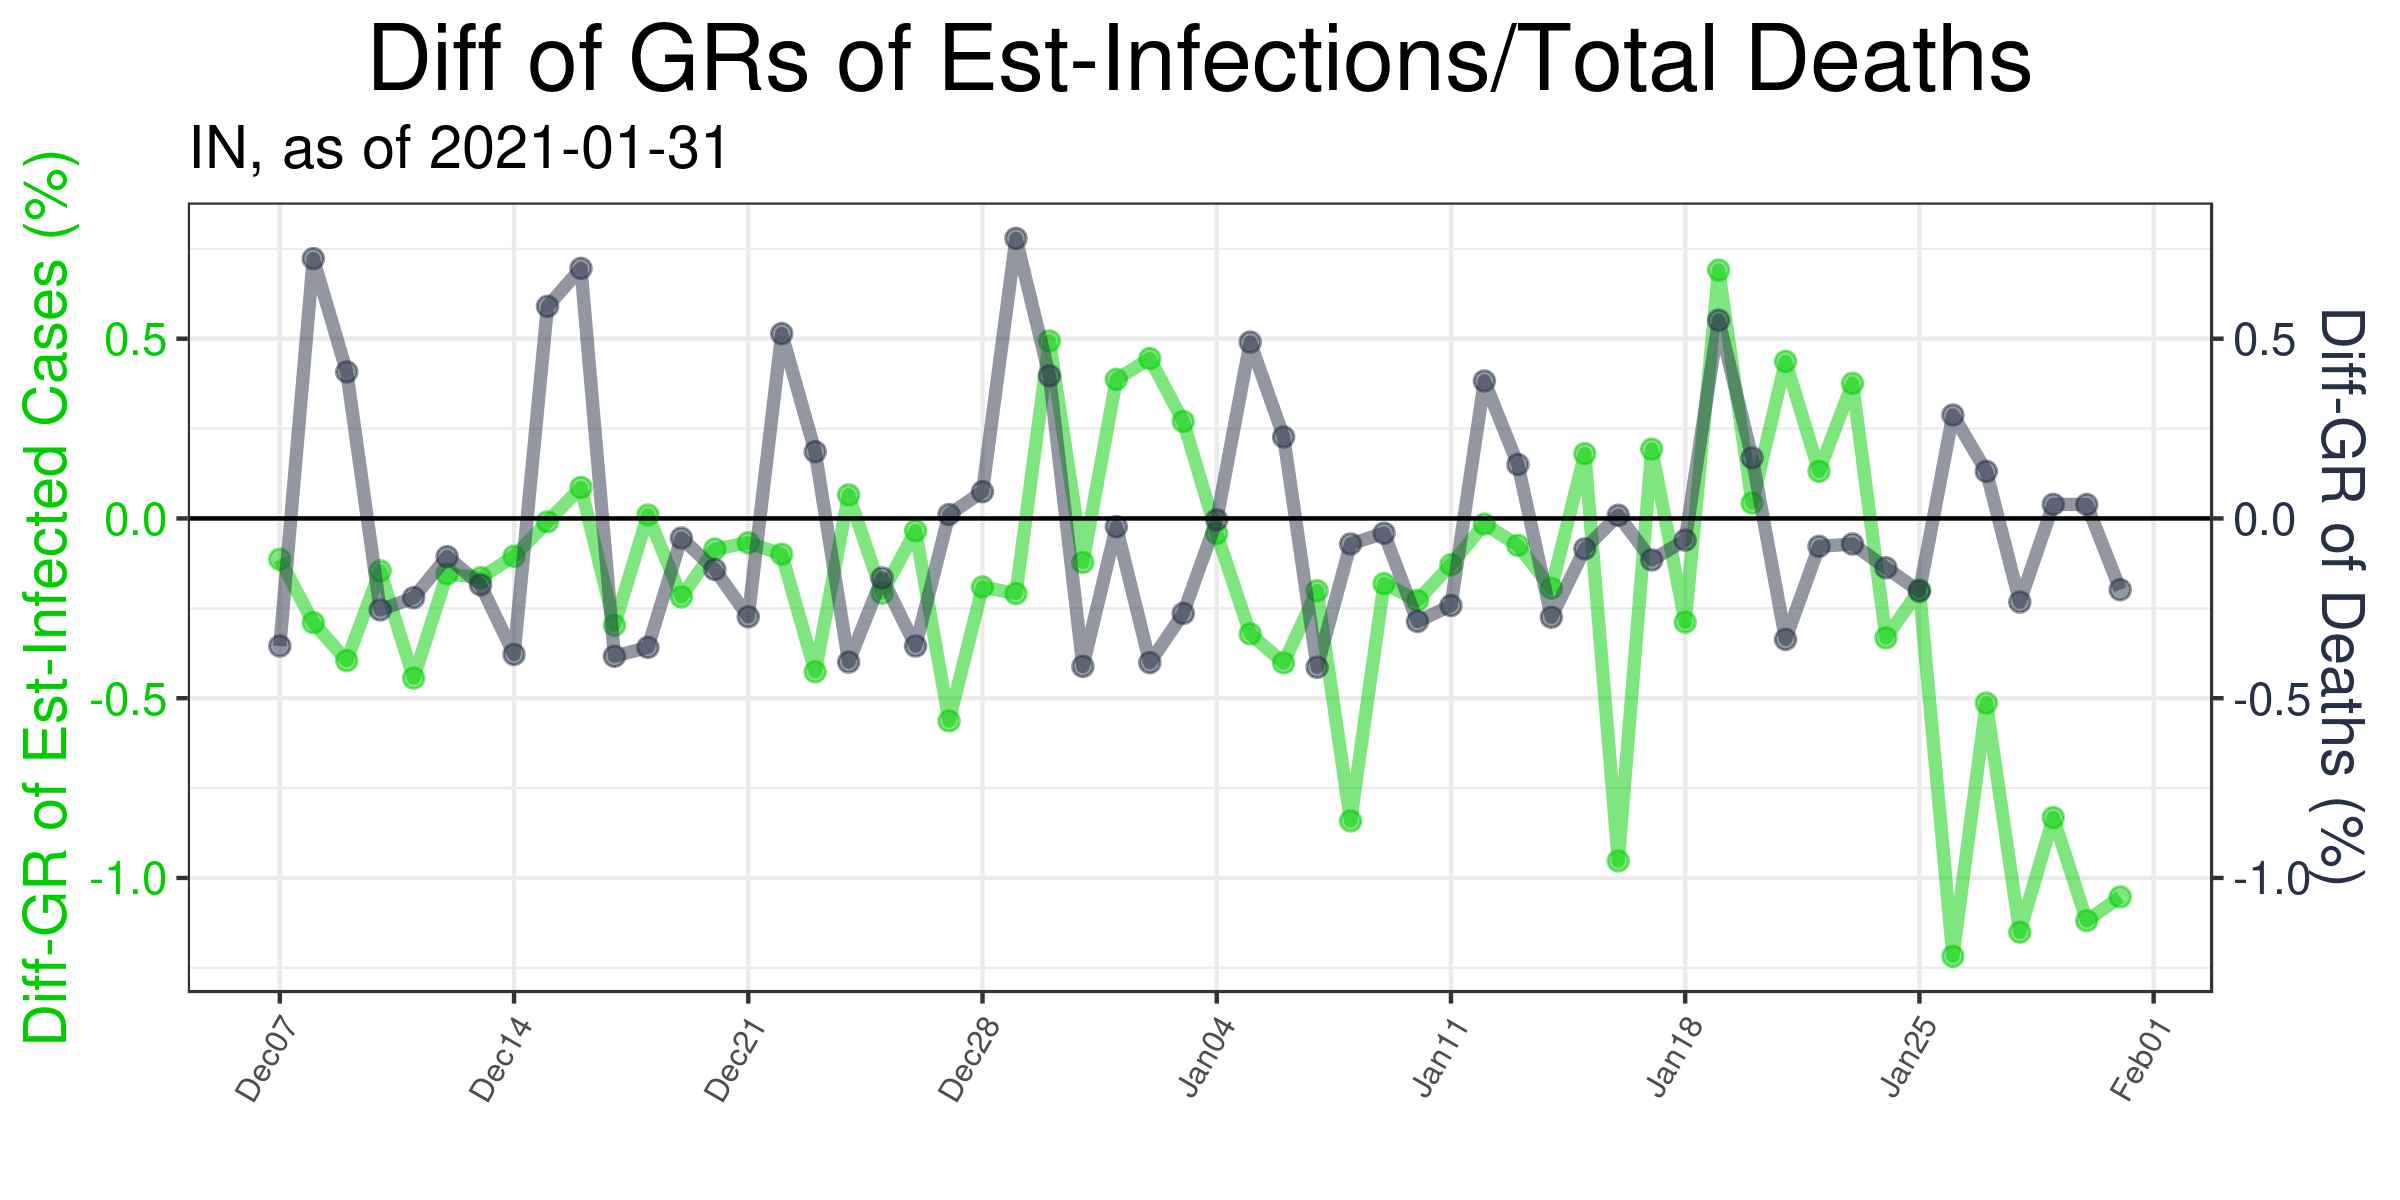 Diff of GRs of Est-Infections/Total Deaths
IN, as of 2021-01-31
Diff-GR of Est-Infected Cases (%)
0.5
0.0
-0.5
-1.0
0.5
0.0
-0.5
-1.0
Diff-GR of Deaths (%)
Dec07
Dec14
Dec21
Dec28
Jan04
Jan11
Jan18
Jan25
Feb01